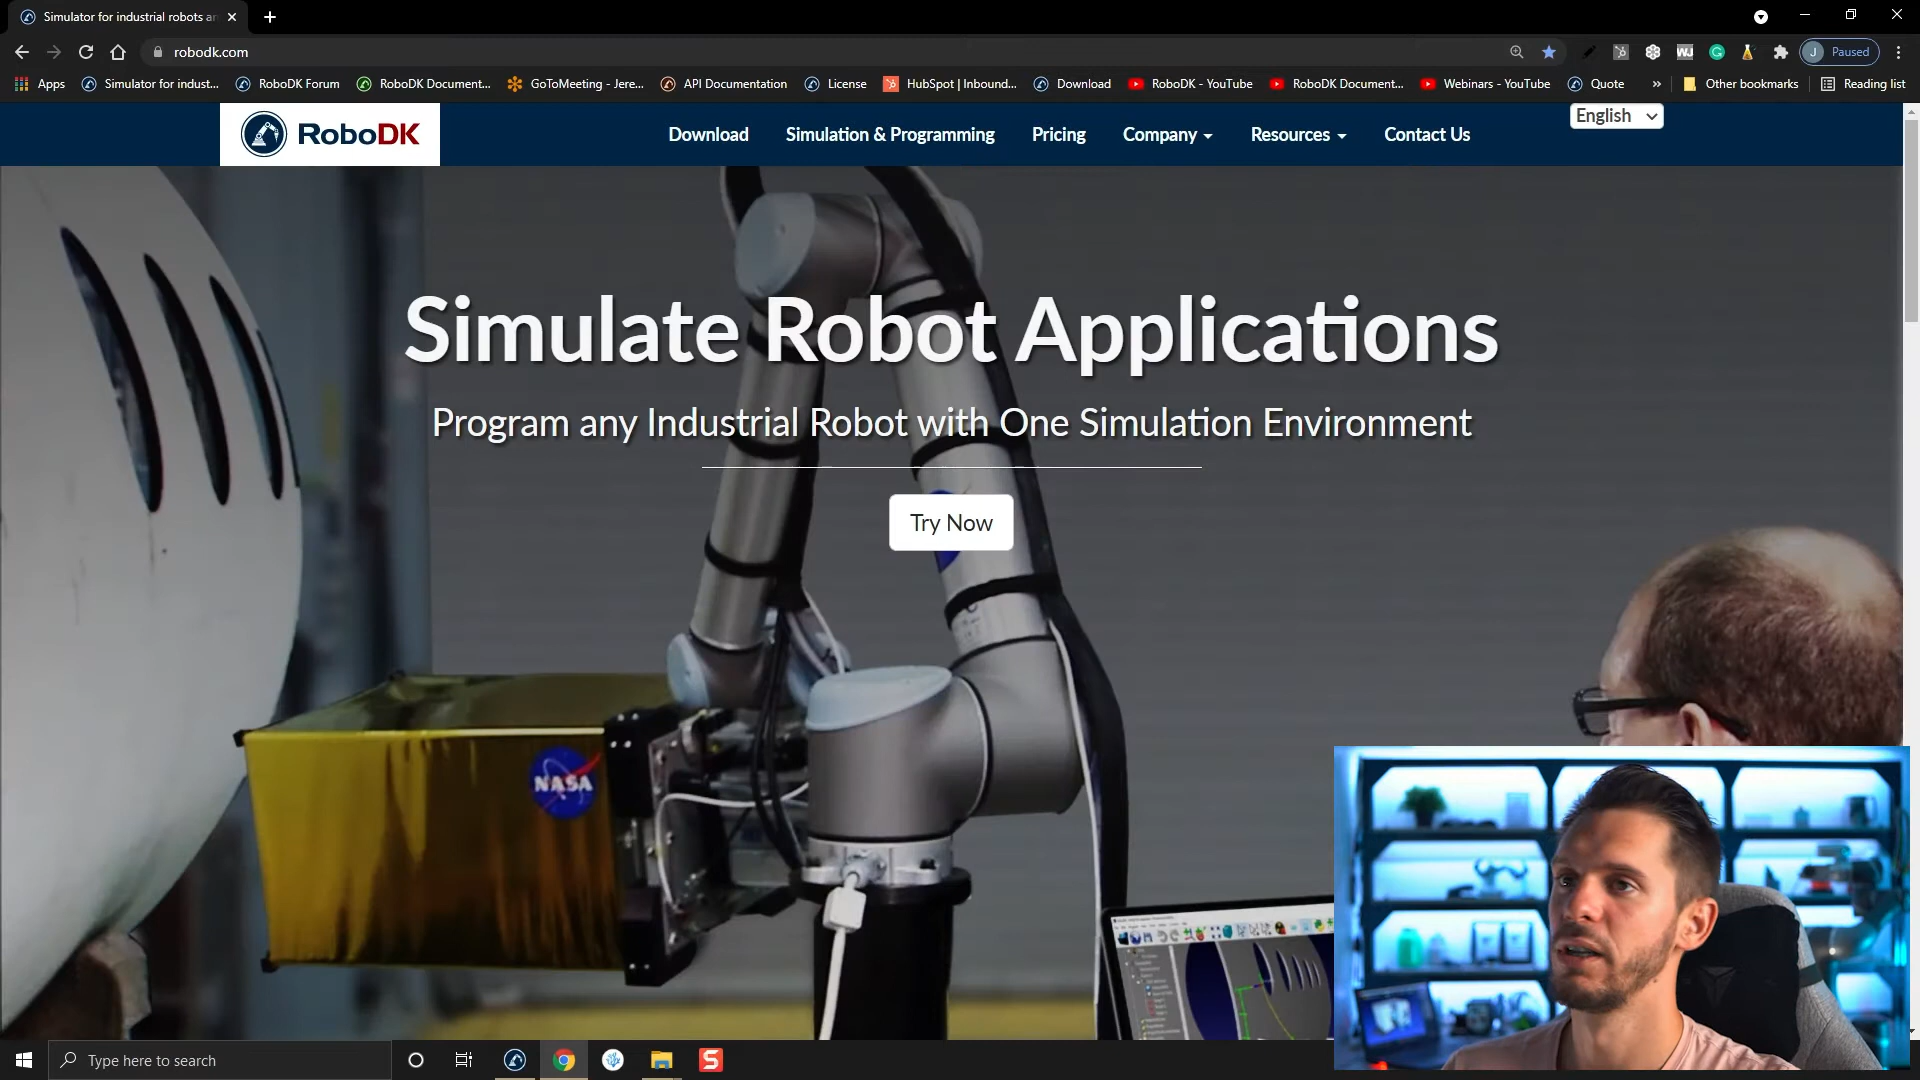 Simulator for industrial robots an
robodk.com
Paused
Apps
Simulator for indust...
RoboDK Forum
RoboDK Document...
GoToMeeting - Jere...
API Documentation
License
HubSpot | Inbound...
Download
RoboDK - YouTube
RoboDK Document...
Webinars - YouTube
Quote
Other bookmarks
Reading list
RoboDK
Download
Simulation & Programming
Pricing
Company
Resources
Contact Us
English
Simulate Robot Applications
Program any Industrial Robot with One Simulation Environment
Try Now
NASA
Type here to search